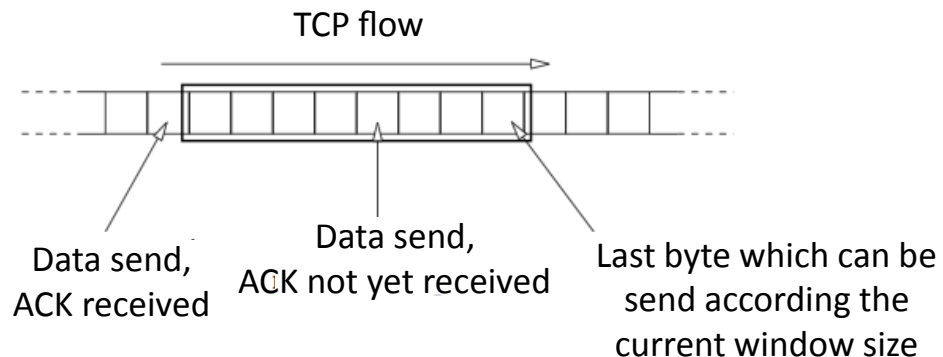 TCP flow
Data send,
ACK received
Data send,
ACK not yet received
Last byte which can be
send according the
current window size